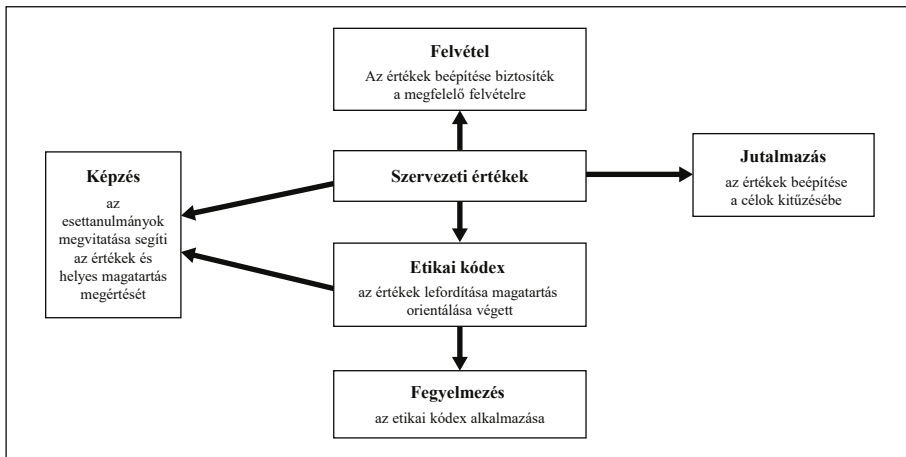 Felvétel
Az értékek beépítése biztosíték
a megfelelő felvételre
Szervezeti értékek
Jutalmazás
az értékek beépítése
a célok kitűzésébe
Képzés
az
esettanulmányok
megvitatása segíti
az értékek és
helyes magatartás
megértését
Etikai kódex
az értékek lefordítása magatartás
orientálása végett
Fegyelmezés
az etikai kódex alkalmazása